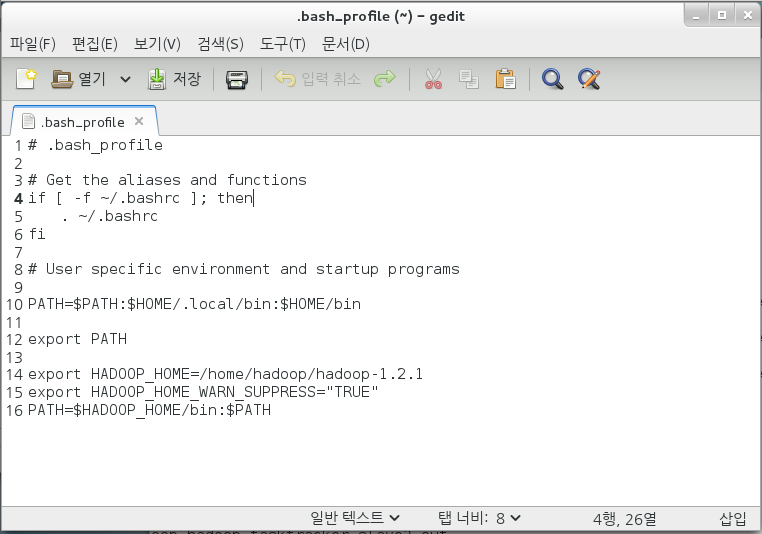 .bash_profile (~) – gedit
파일(F) 편집(E) 보기(V) 검색(S) 도구(T) 문서(D)
열기 저장 입력 취소
.bash_profile
1 # .bash_profile
2
3 # Get the aliases and functions
4 if [ -f ~/.bashrc ]; then
5 . ~/.bashrc
6 fi
7
8 # User specific environment and startup programs
9
10 PATH=$PATH:$HOME/.local/bin:$HOME/bin
11
12 export PATH
13
14 export HADOOP_HOME=/home/hadoop/hadoop-1.2.1
15 export HADOOP_HOME_WARN_SUPPRESS="TRUE"
16 PATH=$HADOOP_HOME/bin:$PATH
일반 텍스트 탭 너비: 8 4행, 26열 삽입